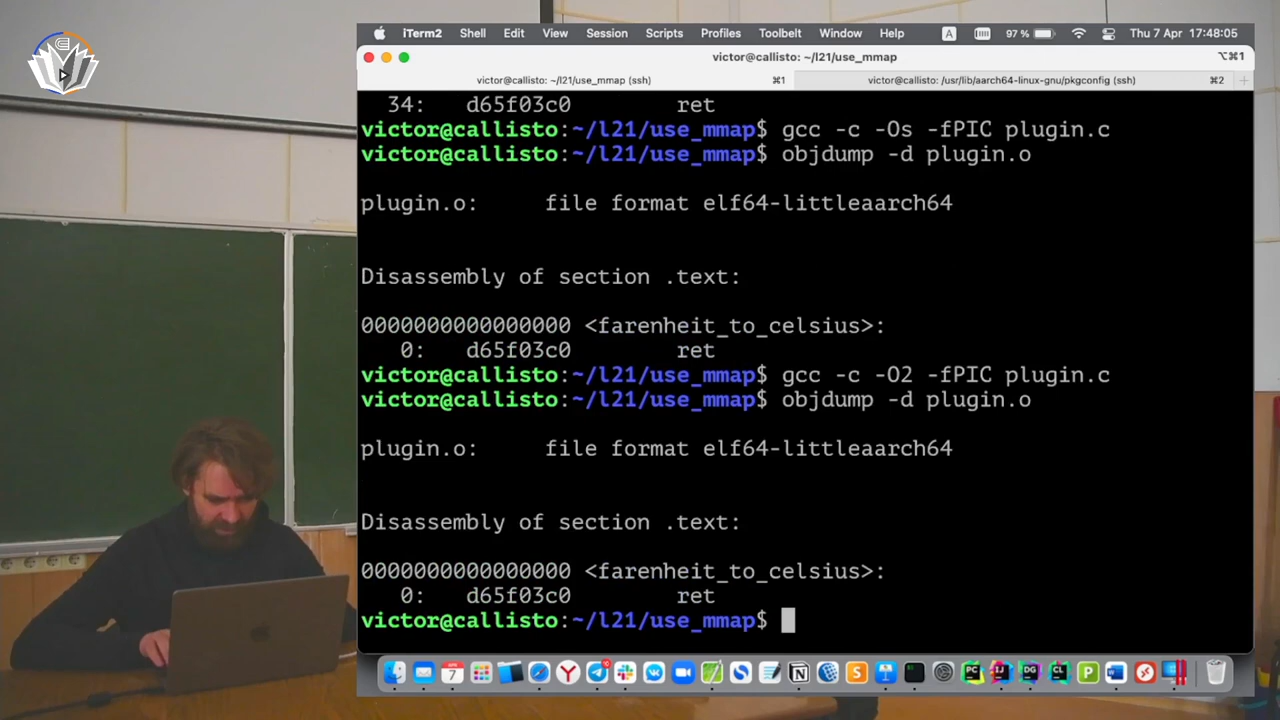 iTerm2 Shell Edit View Session Scripts Profiles Toolbelt Window Help A 97 % Thu 7 Apr 17:48:05
victor@callisto: ~/l21/use_mmap ⌥⌘1
victor@callisto: ~/l21/use_mmap (ssh) ⌘1 victor@callisto: /usr/lib/aarch64-linux-gnu/pkgconfig (ssh) ⌘2
34: d65f03c0 ret
victor@callisto:~/l21/use_mmap$ gcc -c -Os -fPIC plugin.c
victor@callisto:~/l21/use_mmap$ objdump -d plugin.o
plugin.o: file format elf64-littleaarch64
Disassembly of section .text:
0000000000000000 <farenheit_to_celsius>:
0: d65f03c0 ret
victor@callisto:~/l21/use_mmap$ gcc -c -O2 -fPIC plugin.c
victor@callisto:~/l21/use_mmap$ objdump -d plugin.o
plugin.o: file format elf64-littleaarch64
Disassembly of section .text:
0000000000000000 <farenheit_to_celsius>:
0: d65f03c0 ret
victor@callisto:~/l21/use_mmap$